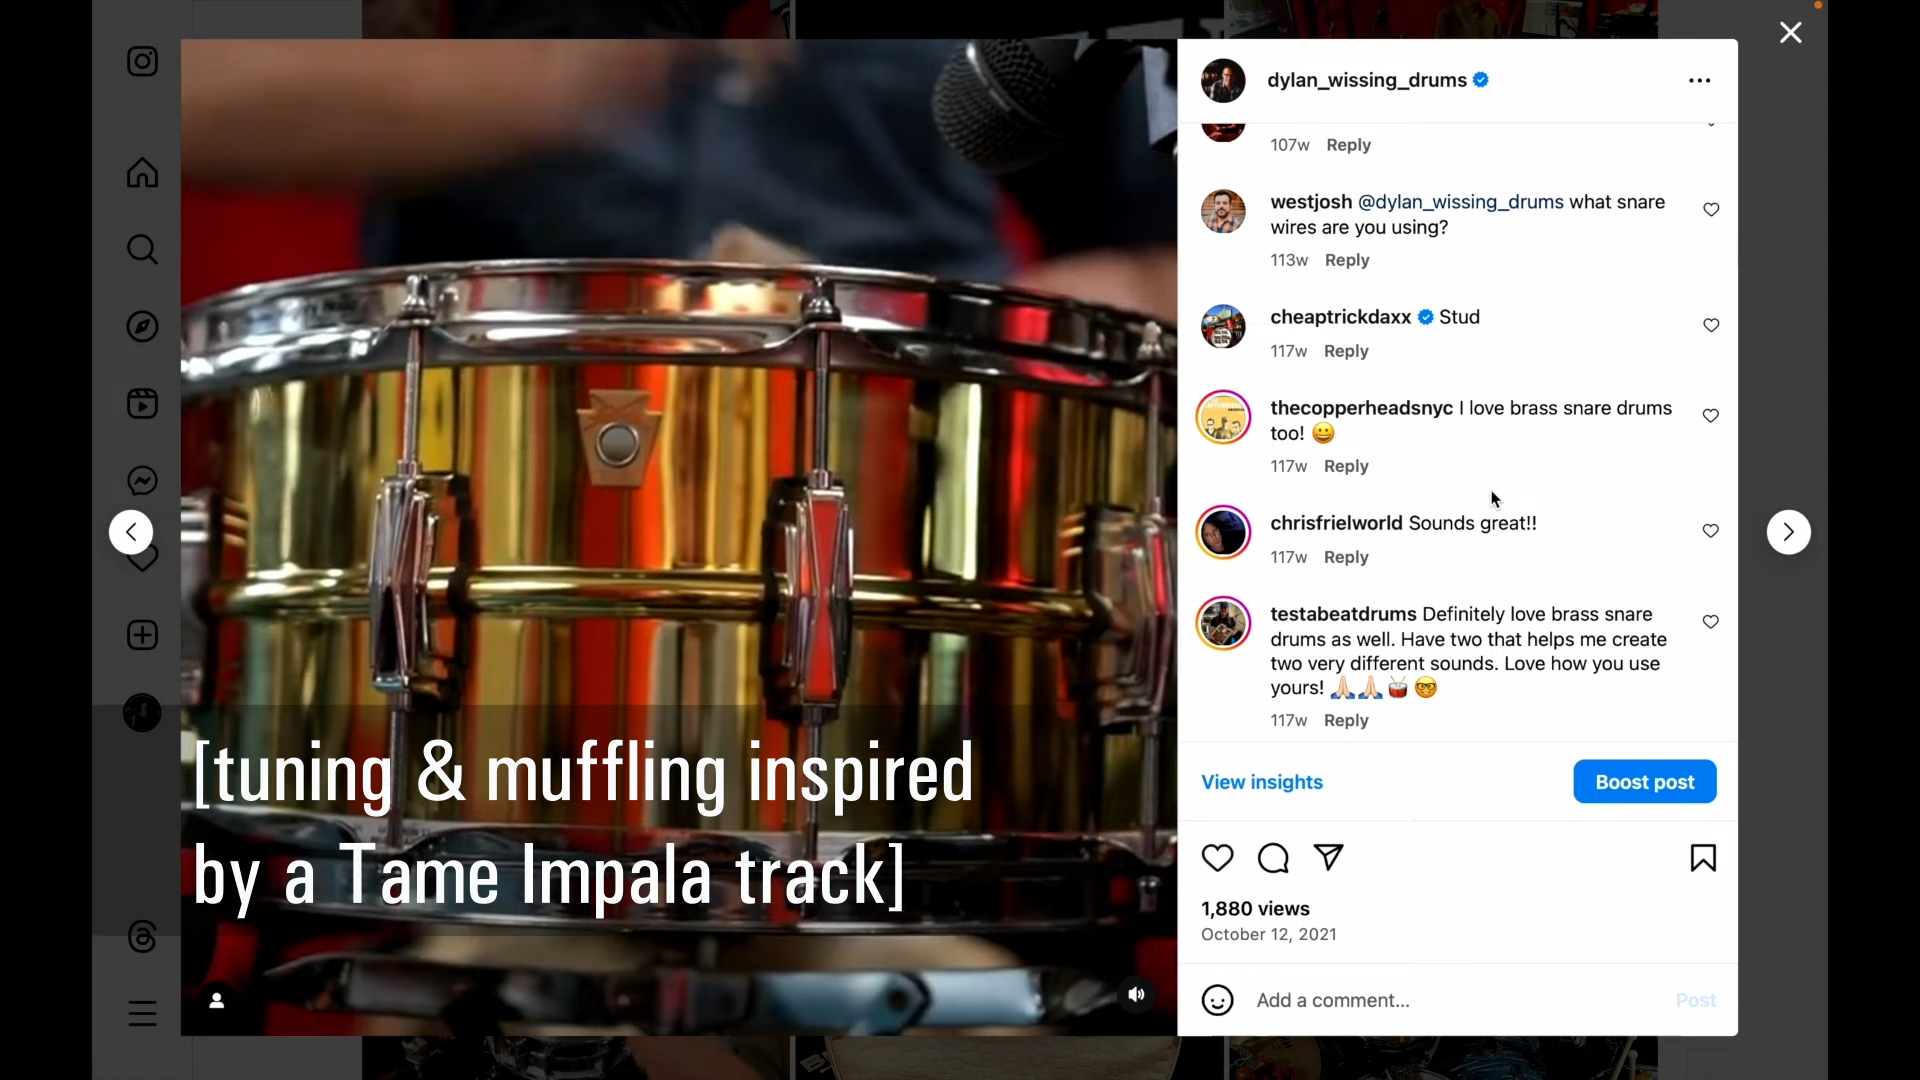 dylan_wissing_drums
107w Reply
westjosh @dylan_wissing_drums what snare
wires are you using?
113w Reply
cheaptrickdaxx Stud
117w Reply
thecopperheadsnyc I love brass snare drums
too! 😀
117w Reply
chrisfrielworld Sounds great!!
117w Reply
testabeatdrums Definitely love brass snare
drums as well. Have two that helps me create
two very different sounds. Love how you use
yours! 🙏🏻🙏🏻🥁🤓
117w Reply
[tuning & muffling inspired
by a Tame Impala track]
View insights
Boost post
1,880 views
October 12, 2021
Add a comment...
Post